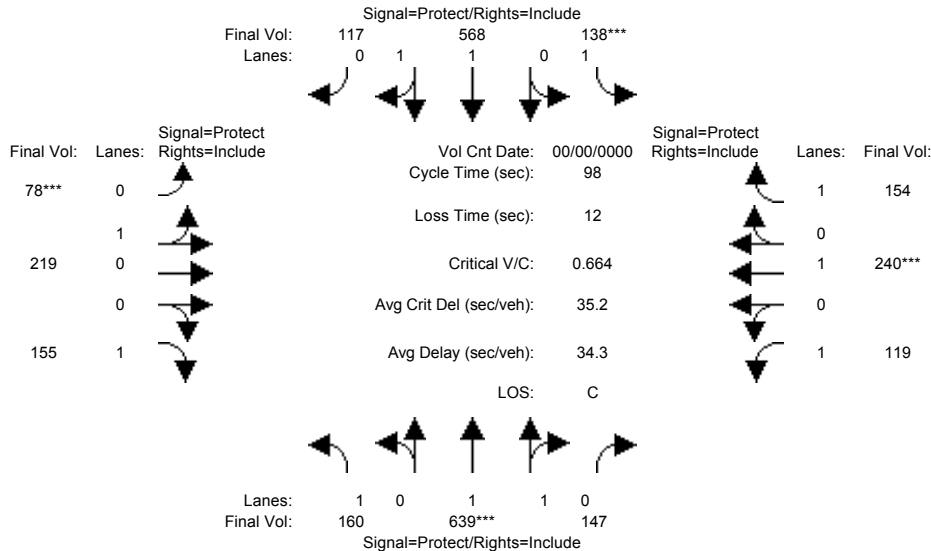 Signal=Protect/Rights=Include
Final Vol: 117 568 138***
Lanes: 0 1 1 0 1
Signal=Protect Signal=Protect
Final Vol: Lanes: Rights=Include Vol Cnt Date: 00/00/0000 Rights=Include Lanes: Final Vol:
Cycle Time (sec): 98
78*** 0 1 154
Loss Time (sec): 12
1 0
219 0 Critical V/C: 0.664 1 240***
0 Avg Crit Del (sec/veh): 35.2 0
155 1 Avg Delay (sec/veh): 34.3 1 119
LOS: C
Lanes: 1 0 1 1 0
Final Vol: 160 639*** 147
Signal=Protect/Rights=Include